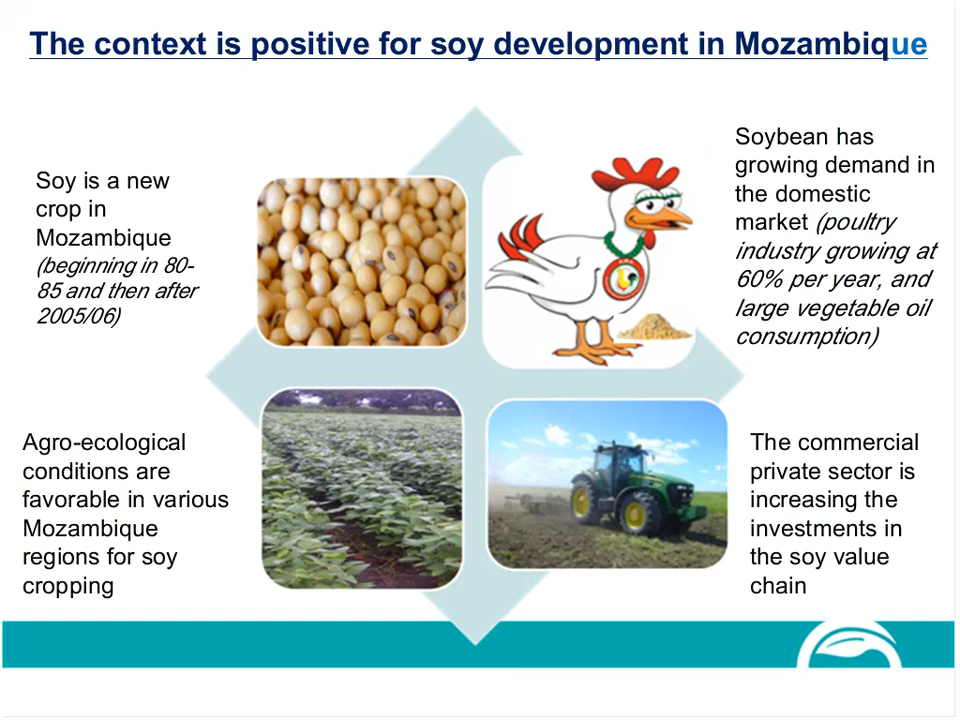 The context is positive for soy development in Mozambique
Soy is a new
crop in
Mozambique
(beginning in 80-
85 and then after
2005/06)
Soybean has
growing demand in
the domestic
market (poultry
industry growing at
60% per year, and
large vegetable oil
consumption)
Agro-ecological
conditions are
favorable in various
Mozambique
regions for soy
cropping
The commercial
private sector is
increasing the
investments in
the soy value
chain